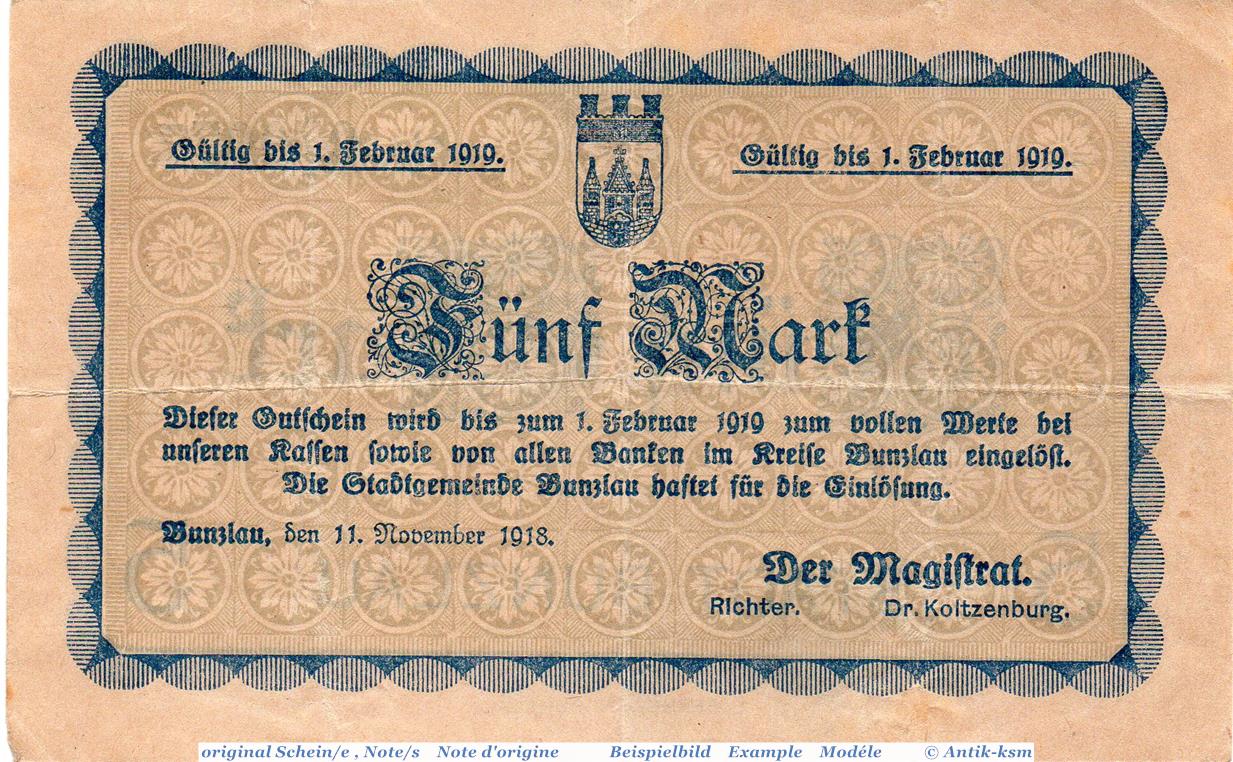 Gültig bis 1. Februar 1919.
Gültig bis 1. Februar 1919.
Fünf Mark
Dieser Gutschein wird bis zum 1. Februar 1919 zum vollen Werte bei
unseren Kassen sowie von allen Banken im Kreise Bunzlau eingelöst.
Die Stadtgemeinde Bunzlau haftet für die Einlösung.
Bunzlau, den 11. November 1918.
Der Magistrat.
Richter. Dr. Koltzenburg.
original Schein/e , Note/s Note d'origine Beispielbild Example Modéle © Antik-ksm